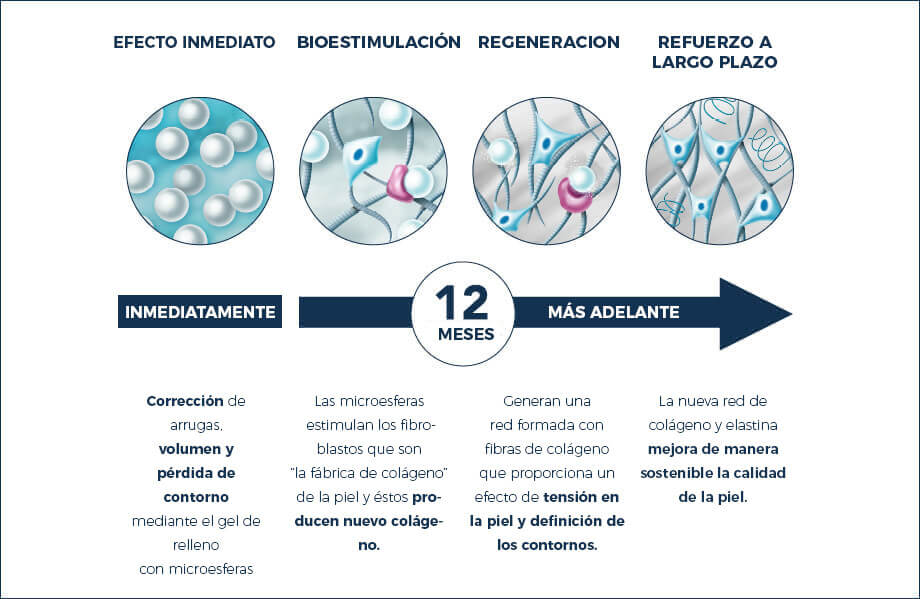 EFECTO INMEDIATO
BIOESTIMULACIÓN
REGENERACION
REFUERZO A
LARGO PLAZO
INMEDIATAMENTE
12
MESES
MÁS ADELANTE
Corrección de
arrugas,
volumen y
pérdida de
contorno
mediante el gel de
relleno
con microesferas
Las microesferas
estimulan los fibro-
blastos que son
"la fábrica de colágeno"
de la piel y éstos pro-
ducen nuevo coláge-
no.
Generan una
red formada con
fibras de colágeno
que proporciona un
efecto de tensión en
la piel y definición de
los contornos.
La nueva red de
colágeno y elastina
mejora de manera
sostenible la calidad
de la piel.